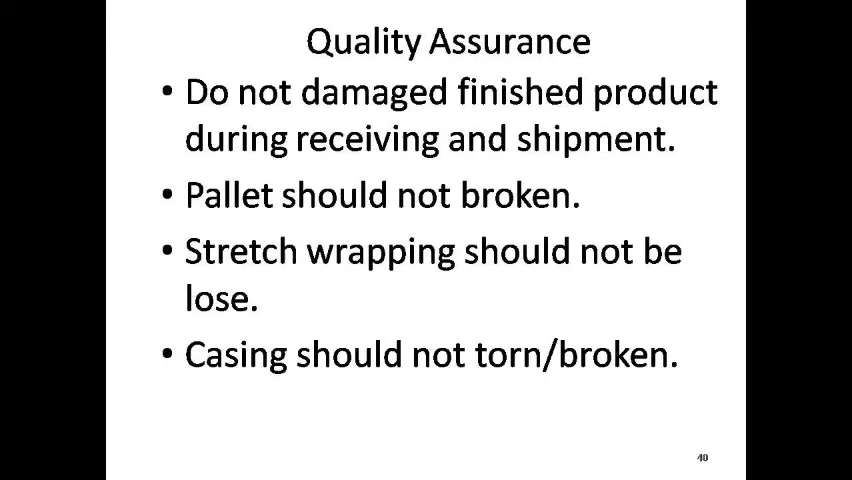 Quality Assurance
• Do not damaged finished product
during receiving and shipment.
• Pallet should not broken.
• Stretch wrapping should not be
lose.
• Casing should not torn/broken.
40